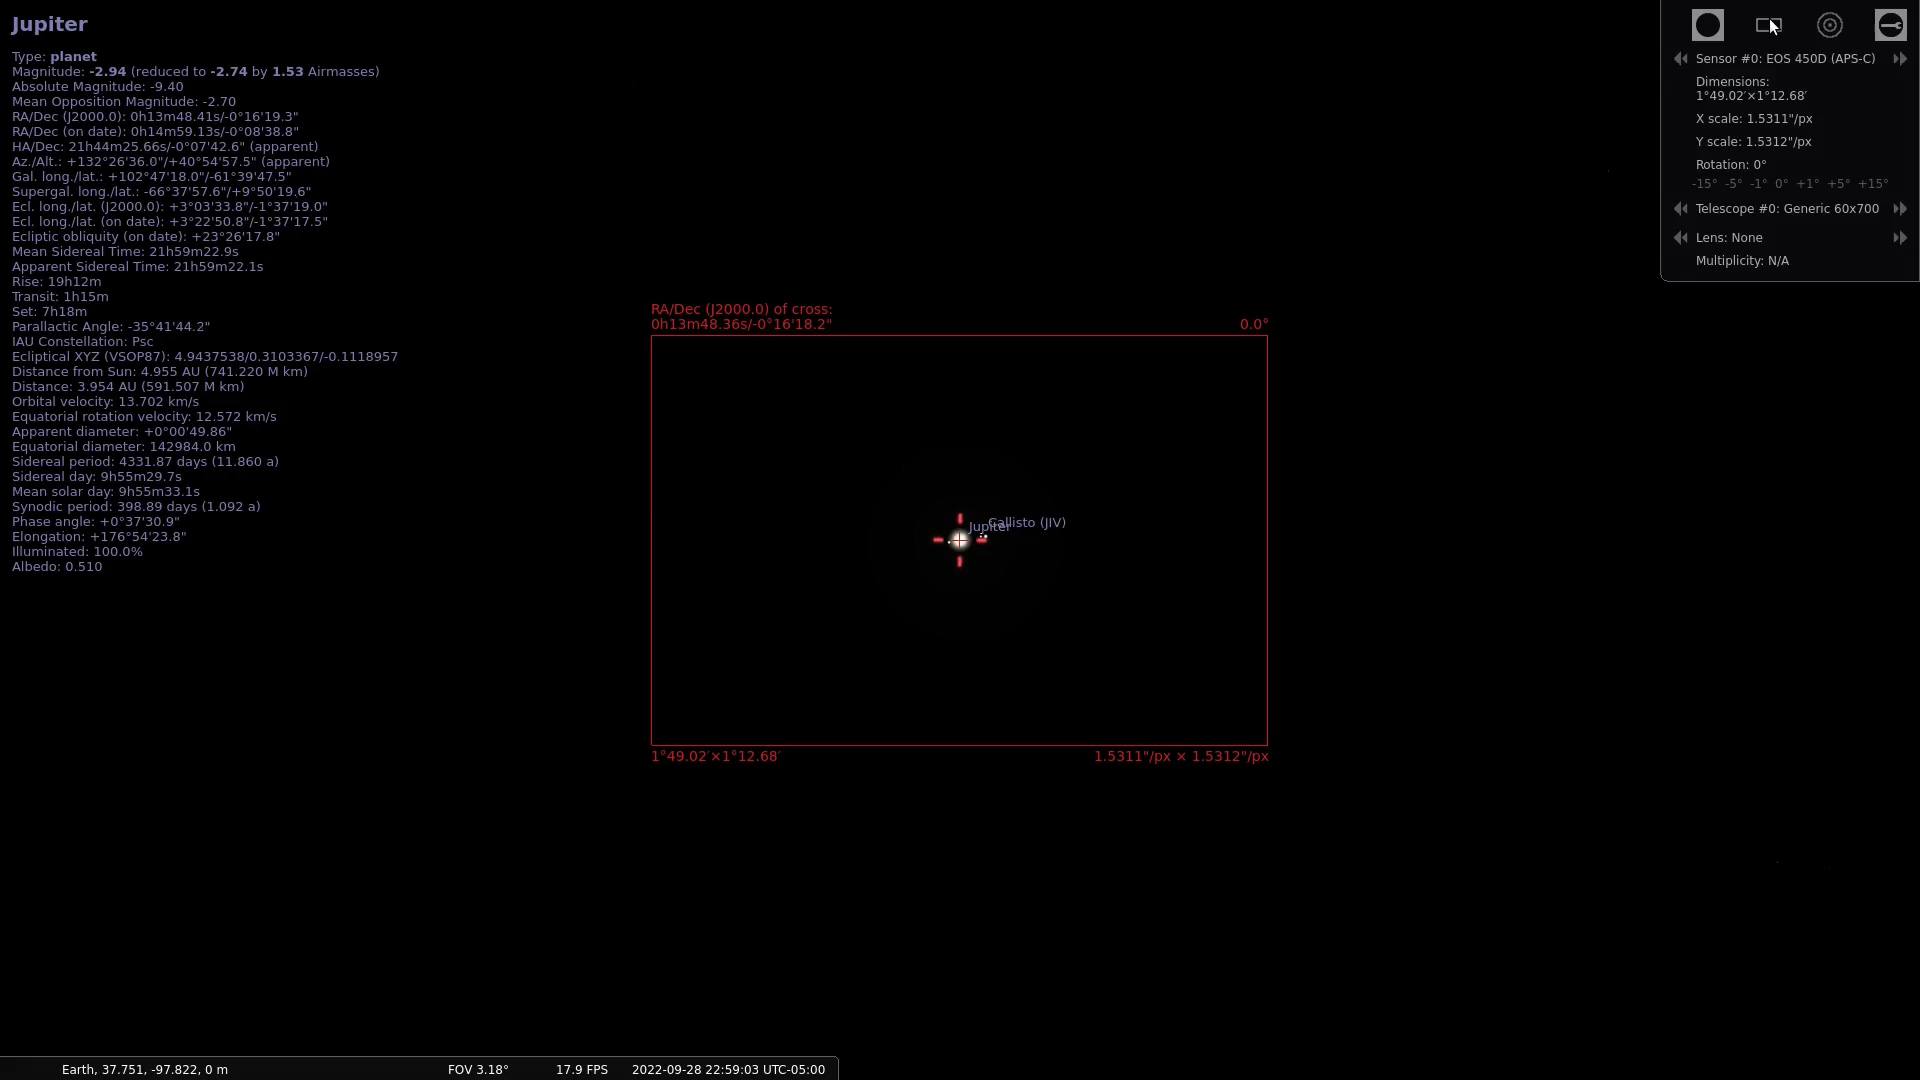 Jupiter
Type: planet
Magnitude: -2.94 (reduced to -2.74 by 1.53 Airmasses)
Absolute Magnitude: -9.40
Mean Opposition Magnitude: -2.70
RA/Dec (J2000.0): 0h13m48.41s/-0°16'19.3"
RA/Dec (on date): 0h14m59.13s/-0°08'38.8"
HA/Dec: 21h44m25.66s/-0°07'42.6" (apparent)
Az./Alt.: +132°26'36.0"/+40°54'57.5" (apparent)
Gal. long./lat.: +102°47'18.0"/-61°39'47.5"
Supergal. long./lat.: -66°37'57.6"/+9°50'19.6"
Ecl. long./lat. (J2000.0): +3°03'33.8"/-1°37'19.0"
Ecl. long./lat. (on date): +3°22'50.8"/-1°37'17.5"
Ecliptic obliquity (on date): +23°26'17.8"
Mean Sidereal Time: 21h59m22.9s
Apparent Sidereal Time: 21h59m22.1s
Rise: 19h12m
Transit: 1h15m
Set: 7h18m
Parallactic Angle: -35°41'44.2"
IAU Constellation: Psc
Ecliptical XYZ (VSOP87): 4.9437538/0.3103367/-0.1118957
Distance from Sun: 4.955 AU (741.220 M km)
Distance: 3.954 AU (591.507 M km)
Orbital velocity: 13.702 km/s
Equatorial rotation velocity: 12.572 km/s
Apparent diameter: +0°00'49.86"
Equatorial diameter: 142984.0 km
Sidereal period: 4331.87 days (11.860 a)
Sidereal day: 9h55m29.7s
Mean solar day: 9h55m33.1s
Synodic period: 398.89 days (1.092 a)
Phase angle: +0°37'30.9"
Elongation: +176°54'23.8"
Illuminated: 100.0%
Albedo: 0.510
Sensor #0: EOS 450D (APS-C)
Dimensions:
1°49.02′×1°12.68′
X scale: 1.5311"/px
Y scale: 1.5312"/px
Rotation: 0°
-15° -5° -1° 0° +1° +5° +15°
Telescope #0: Generic 60x700
Lens: None
Multiplicity: N/A
RA/Dec (J2000.0) of cross:
0h13m48.36s/-0°16'18.2" 0.0°
Callisto (JIV)
Jupiter
1°49.02′×1°12.68′ 1.5311"/px × 1.5312"/px
Earth, 37.751, -97.822, 0 m FOV 3.18° 17.9 FPS 2022-09-28 22:59:03 UTC-05:00